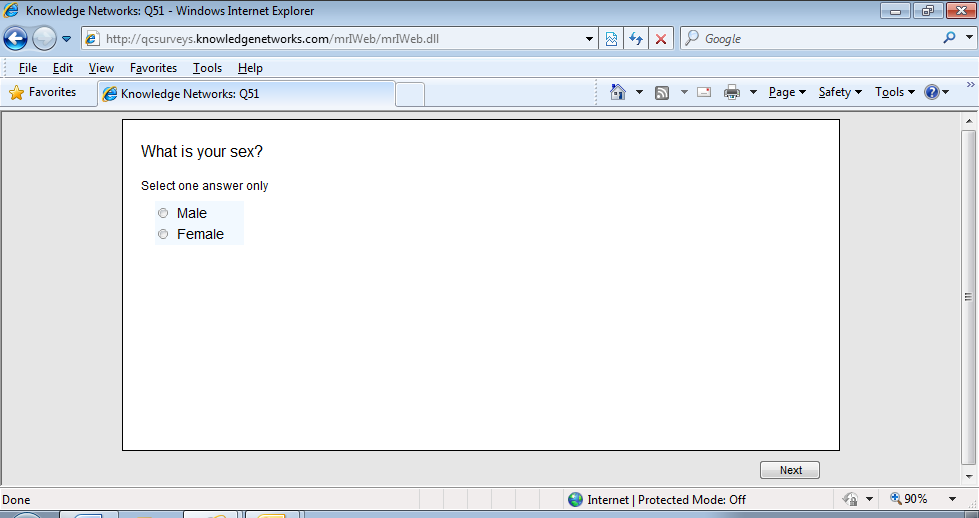 Knowledge Networks: Q51 - Windows Internet Explorer
http://qcsurveys.knowledgenetworks.com/mrIWeb/mrIWeb.dll
Google
File Edit View Favorites Tools Help
Favorites
Knowledge Networks: Q51
Page Safety Tools
What is your sex?
Select one answer only
Male
Female
Next
Done
Internet | Protected Mode: Off
90%